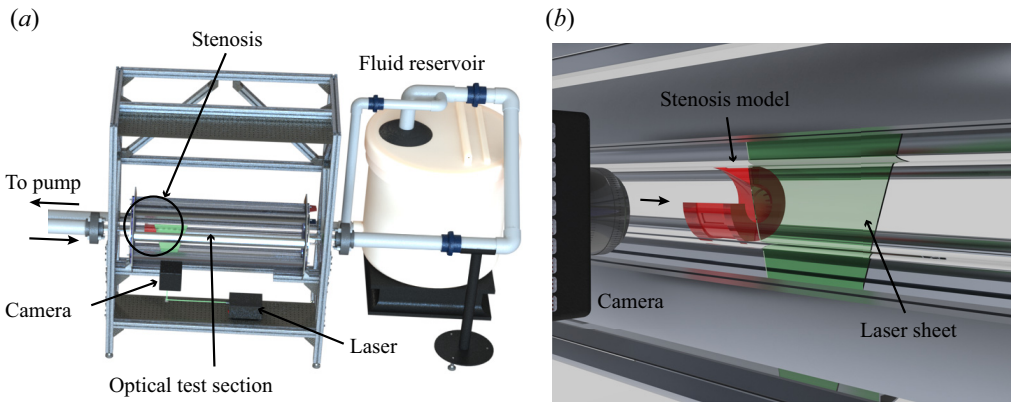 (a)
Stenosis
Fluid reservoir
To pump
Camera
Laser
Optical test section
(b)
Stenosis model
Camera
Laser sheet